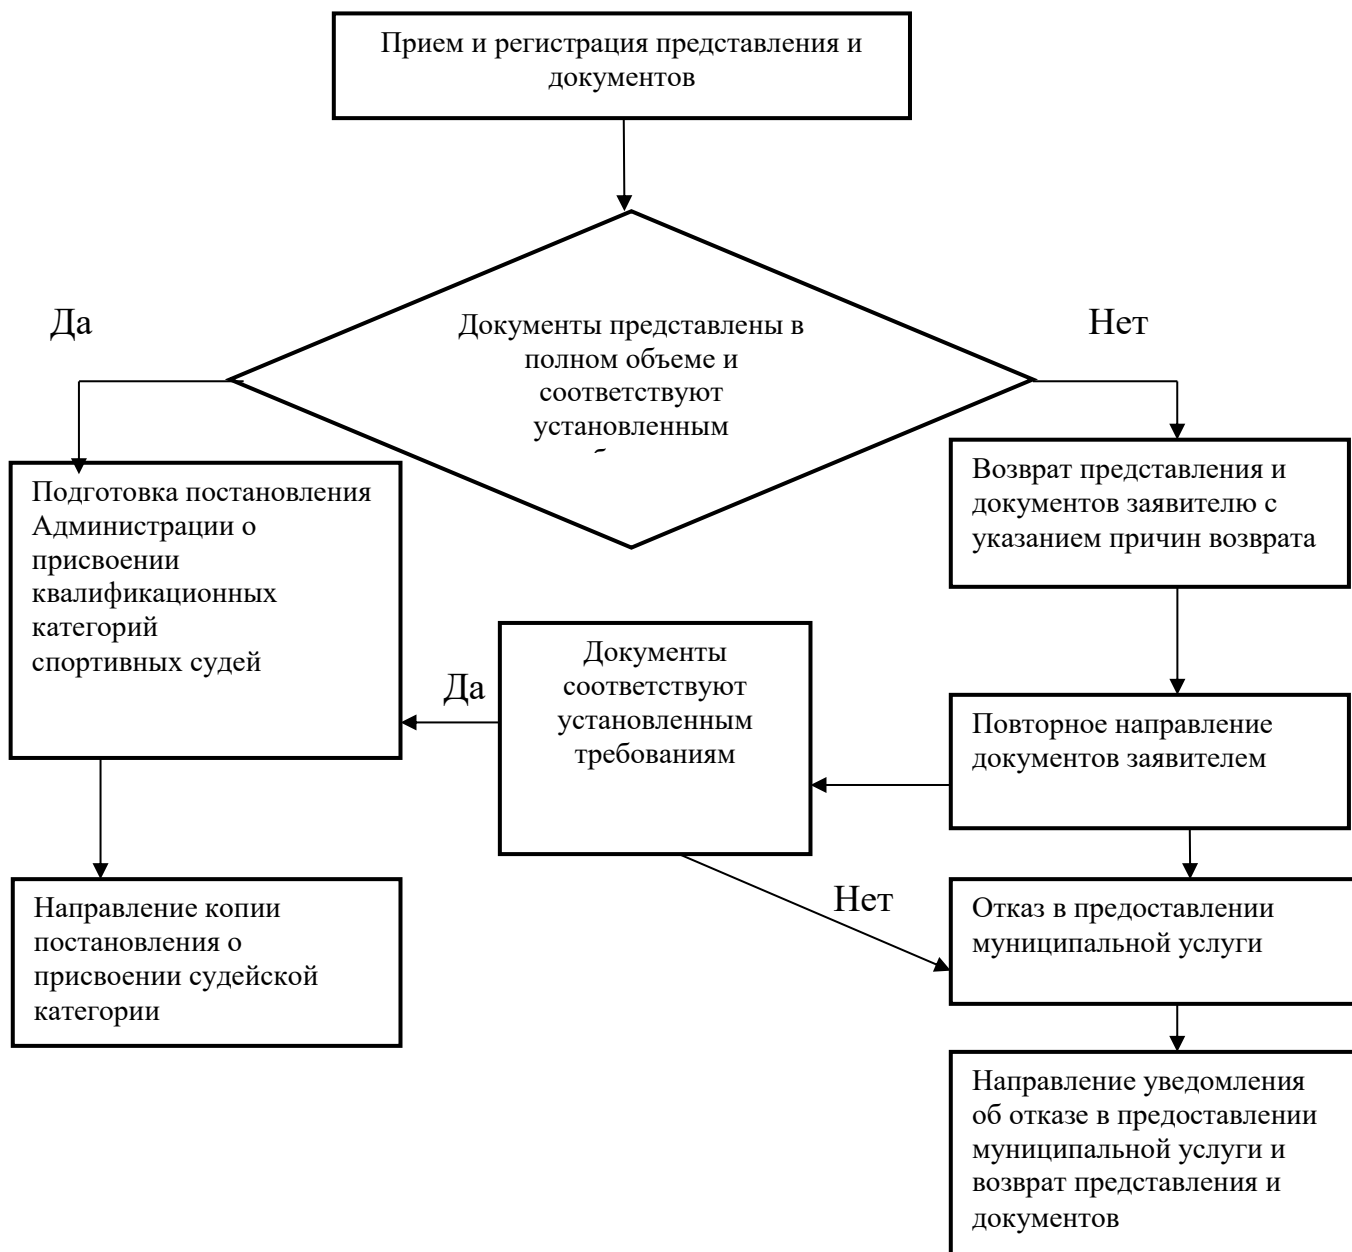 Прием и регистрация представления и
документов
Да
Нет
Документы представлены в
полном объеме и
соответствуют
установленным
Подготовка постановления
Администрации о
присвоении
квалификационных
категорий
спортивных судей
Возврат представления и
документов заявителю с
указанием причин возврата
Документы
соответствуют
установленным
требованиям
Да
Повторное направление
документов заявителем
Нет
Направление копии
постановления о
присвоении судейской
категории
Отказ в предоставлении
муниципальной услуги
Направление уведомления
об отказе в предоставлении
муниципальной услуги и
возврат представления и
документов